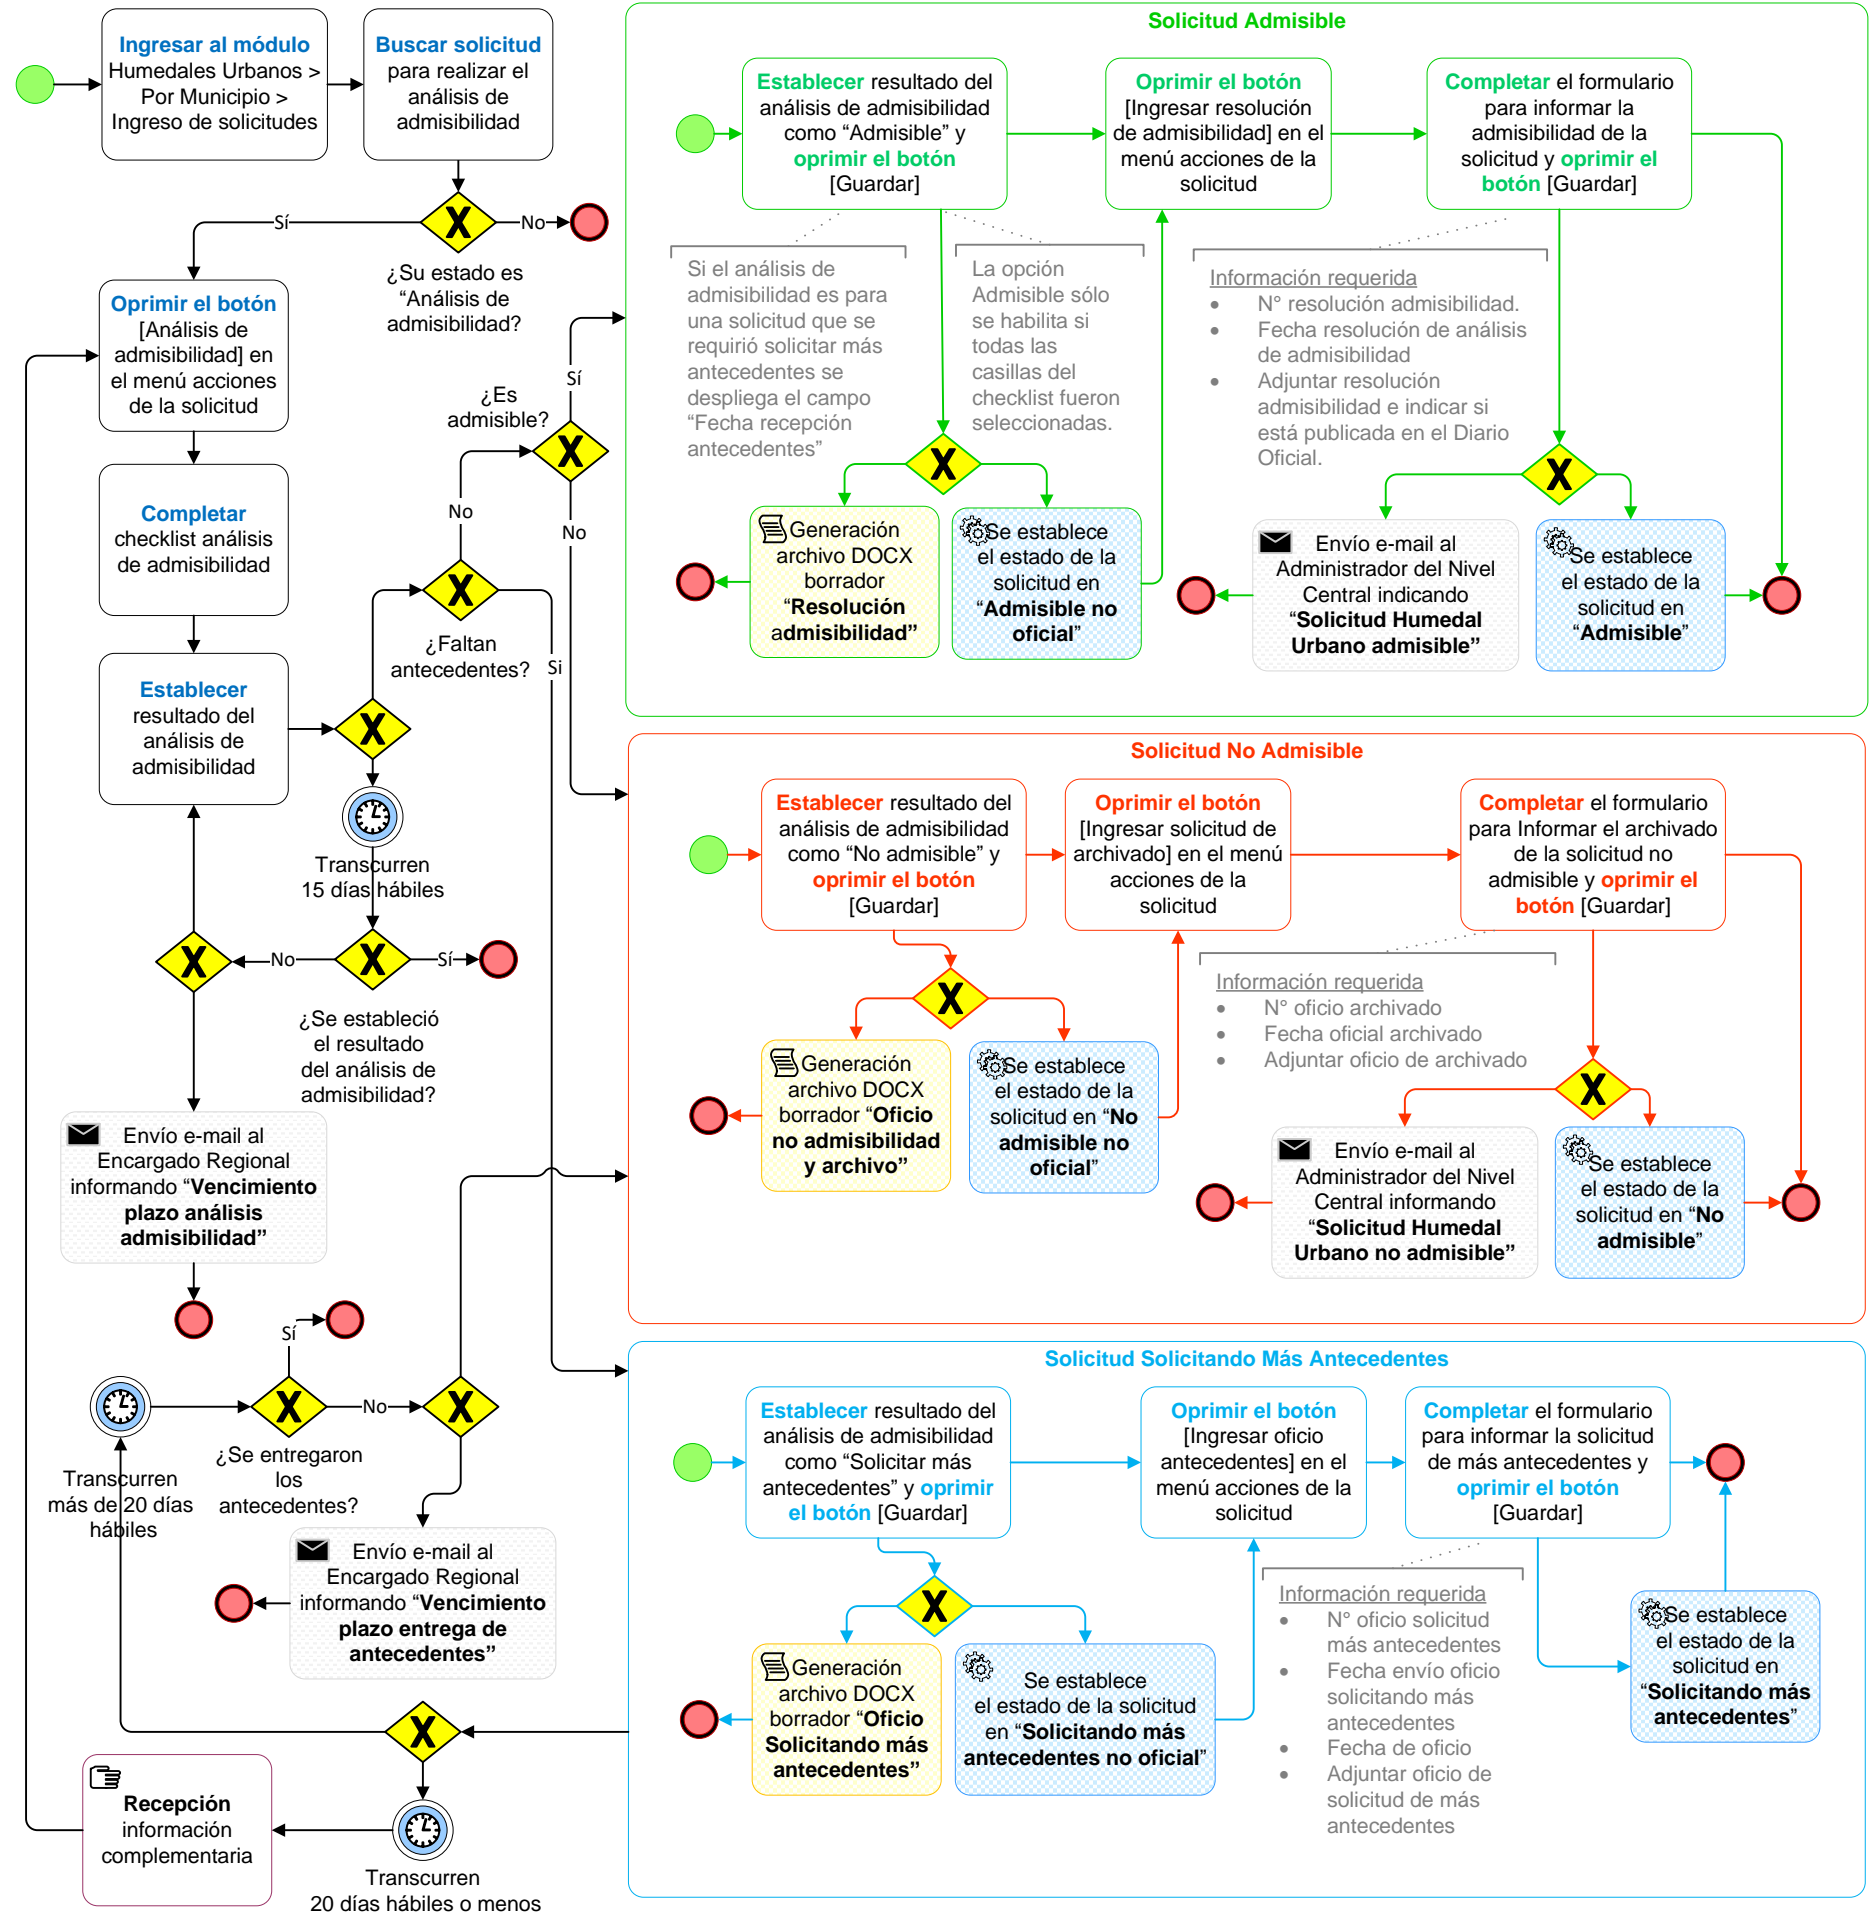 Ingresar al módulo
Humedales Urbanos >
Por Municipio >
Ingreso de solicitudes
Buscar solicitud
para realizar el
análisis de
admisibilidad
Sí
No
¿Su estado es
“Análisis de
admisibilidad?
Oprimir el botón
[Análisis de
admisibilidad] en
el menú acciones
de la solicitud
Completar
checklist análisis
de admisibilidad
Establecer
resultado del
análisis de
admisibilidad
¿Es
admisible?
Sí
No
No
¿Faltan
antecedentes?
Si
Transcurren
15 días hábiles
No
Sí
¿Se estableció
el resultado
del análisis de
admisibilidad?
Envío e-mail al
Encargado Regional
informando “Vencimiento
plazo análisis
admisibilidad”
Sí
No
¿Se entregaron
los
antecedentes?
Transcurren
más de 20 días
hábiles
Envío e-mail al
Encargado Regional
informando “Vencimiento
plazo entrega de
antecedentes”
Recepción
información
complementaria
Transcurren
20 días hábiles o menos
Solicitud Admisible
Establecer resultado del
análisis de admisibilidad
como “Admisible” y
oprimir el botón
[Guardar]
Oprimir el botón
[Ingresar resolución
de admisibilidad] en el
menú acciones de la
solicitud
Completar el formulario
para informar la
admisibilidad de la
solicitud y oprimir el
botón [Guardar]
Si el análisis de
admisibilidad es para
una solicitud que se
requirió solicitar más
antecedentes se
despliega el campo
“Fecha recepción
antecedentes”
La opción
Admisible sólo
se habilita si
todas las
casillas del
checklist fueron
seleccionadas.
Información requerida
• N° resolución admisibilidad.
• Fecha resolución de análisis
de admisibilidad
• Adjuntar resolución
admisibilidad e indicar si
está publicada en el Diario
Oficial.
Generación
archivo DOCX
borrador
“Resolución
admisibilidad”
Se establece
el estado de la
solicitud en
“Admisible no
oficial”
Envío e-mail al
Administrador del Nivel
Central indicando
“Solicitud Humedal
Urbano admisible”
Se establece
el estado de la
solicitud en
“Admisible”
Solicitud No Admisible
Establecer resultado del
análisis de admisibilidad
como “No admisible” y
oprimir el botón
[Guardar]
Oprimir el botón
[Ingresar solicitud de
archivado] en el menú
acciones de la
solicitud
Completar el formulario
para Informar el archivado
de la solicitud no
admisible y oprimir el
botón [Guardar]
Información requerida
• N° oficio archivado
• Fecha oficial archivado
• Adjuntar oficio de archivado
Generación
archivo DOCX
borrador “Oficio
no admisibilidad
y archivo”
Se establece
el estado de la
solicitud en “No
admisible no
oficial”
Envío e-mail al
Administrador del Nivel
Central informando
“Solicitud Humedal
Urbano no admisible”
Se establece
el estado de la
solicitud en “No
admisible”
Solicitud Solicitando Más Antecedentes
Establecer resultado del
análisis de admisibilidad
como “Solicitar más
antecedentes” y oprimir
el botón [Guardar]
Oprimir el botón
[Ingresar oficio
antecedentes] en el
menú acciones de la
solicitud
Completar el formulario
para informar la solicitud
de más antecedentes y
oprimir el botón
[Guardar]
Información requerida
• N° oficio solicitud
más antecedentes
• Fecha envío oficio
solicitando más
antecedentes
• Fecha de oficio
• Adjuntar oficio de
solicitud de más
antecedentes
Generación
archivo DOCX
borrador “Oficio
Solicitando más
antecedentes”
Se establece
el estado de la solicitud
en “Solicitando más
antecedentes no oficial”
Se establece
el estado de la
solicitud en
“Solicitando más
antecedentes”